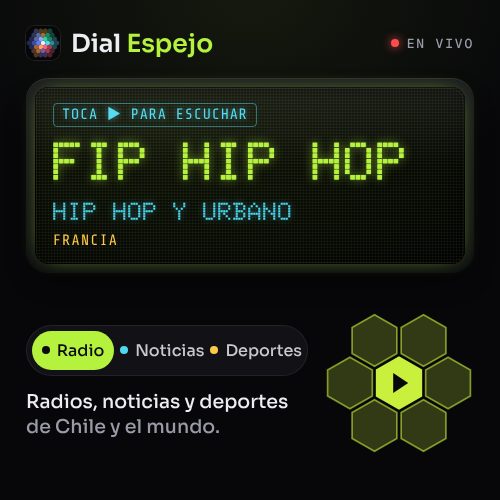 Dial Espejo
EN VIVO
TOCA ▶ PARA ESCUCHAR
FIP HIP HOP
HIP HOP Y URBANO
FRANCIA
Radio
Noticias
Deportes
Radios, noticias y deportes
de Chile y el mundo.